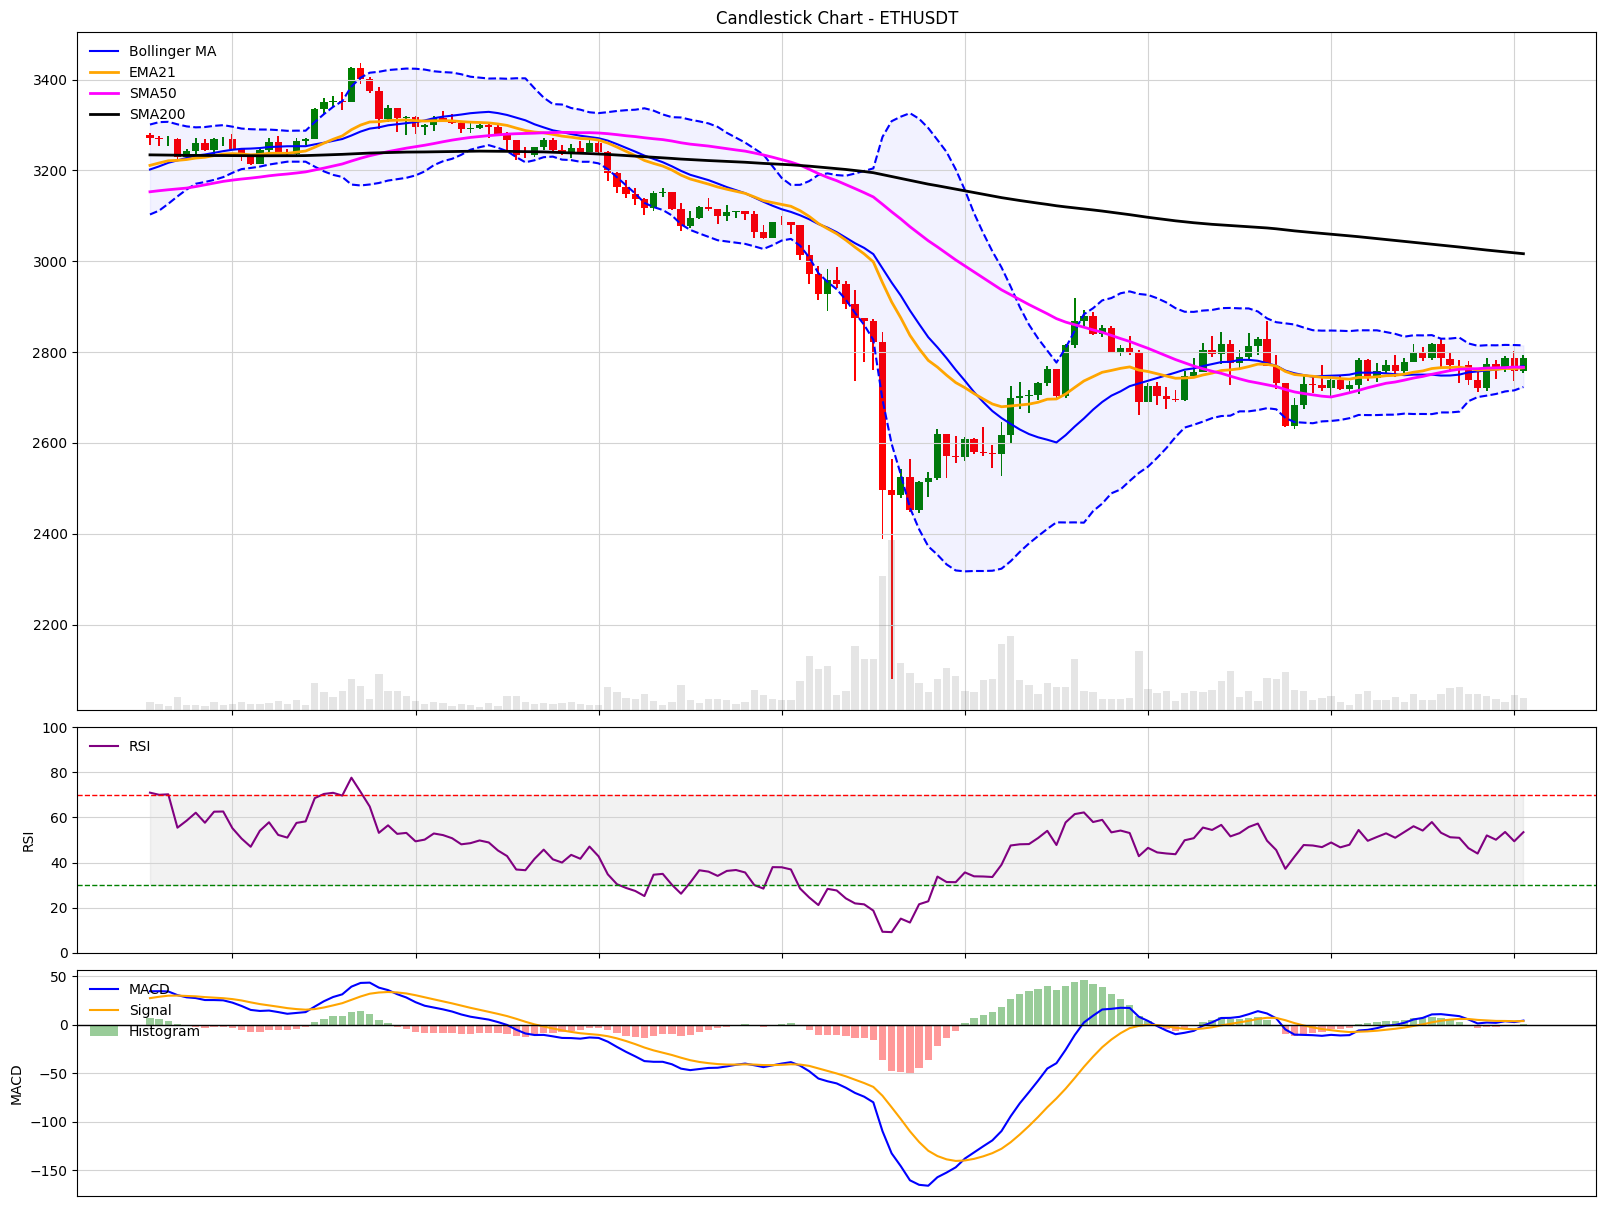 Candlestick Chart - ETHUSDT
Bollinger MA
EMA21
SMA50
SMA200
3400
3200
3000
2800
2600
2400
2200
100
80
60
40
20
0
RSI
RSI
50
0
−50
−100
−150
MACD
MACD
Signal
Histogram